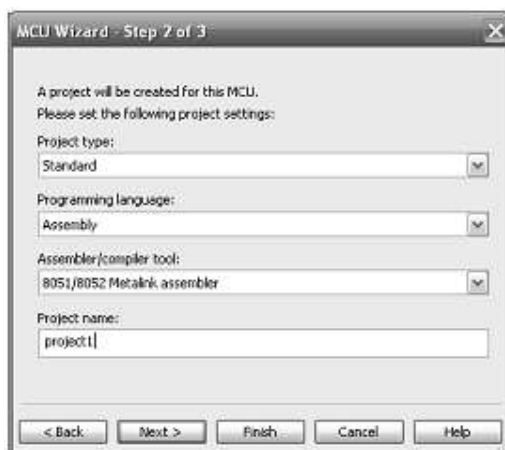 MCU Wizard - Step 2 of 3
A project will be created for this MCU.
Please set the following project settings:
Project type:
Standard
Programming language:
Assembly
Assembler/compiler tool:
8051/8052 Metalink assembler
Project name:
project1
< Back Next > Finish Cancel Help